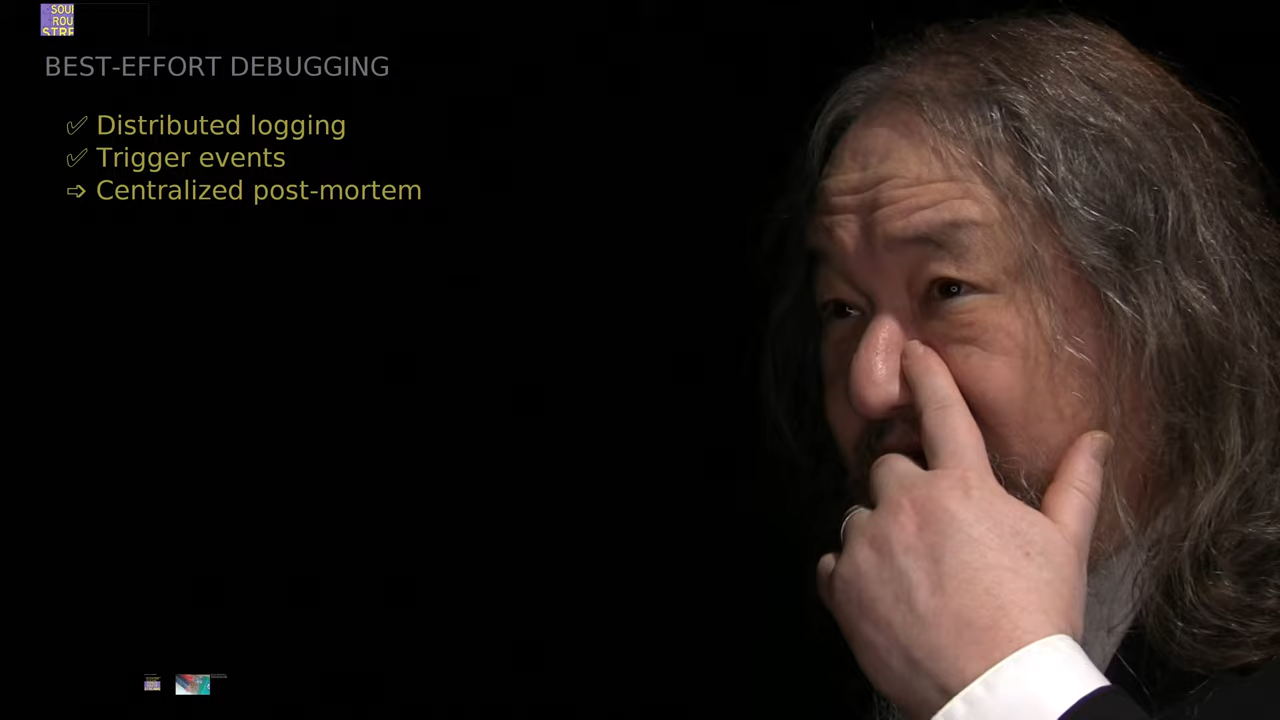 BEST-EFFORT DEBUGGING
✅ Distributed logging
✅ Trigger events
➩ Centralized post-mortem